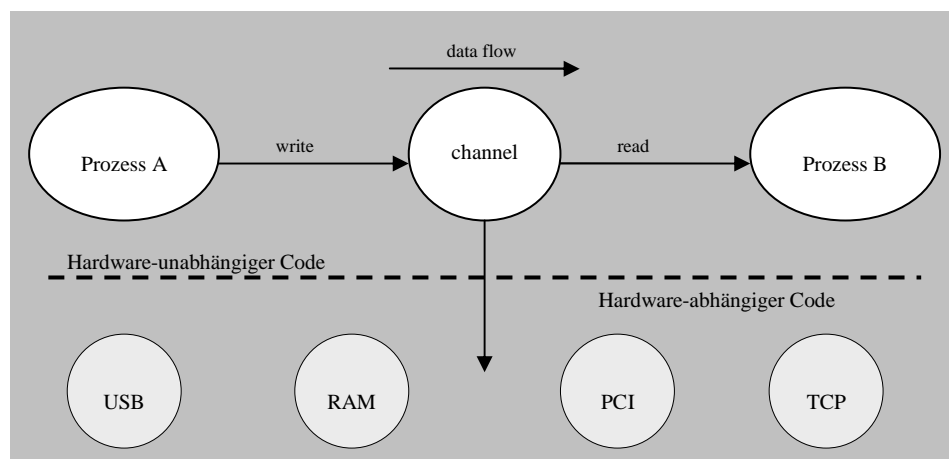 data flow
Prozess A
write
channel
read
Prozess B
Hardware-unabhängiger Code
Hardware-abhängiger Code
USB
RAM
PCI
TCP